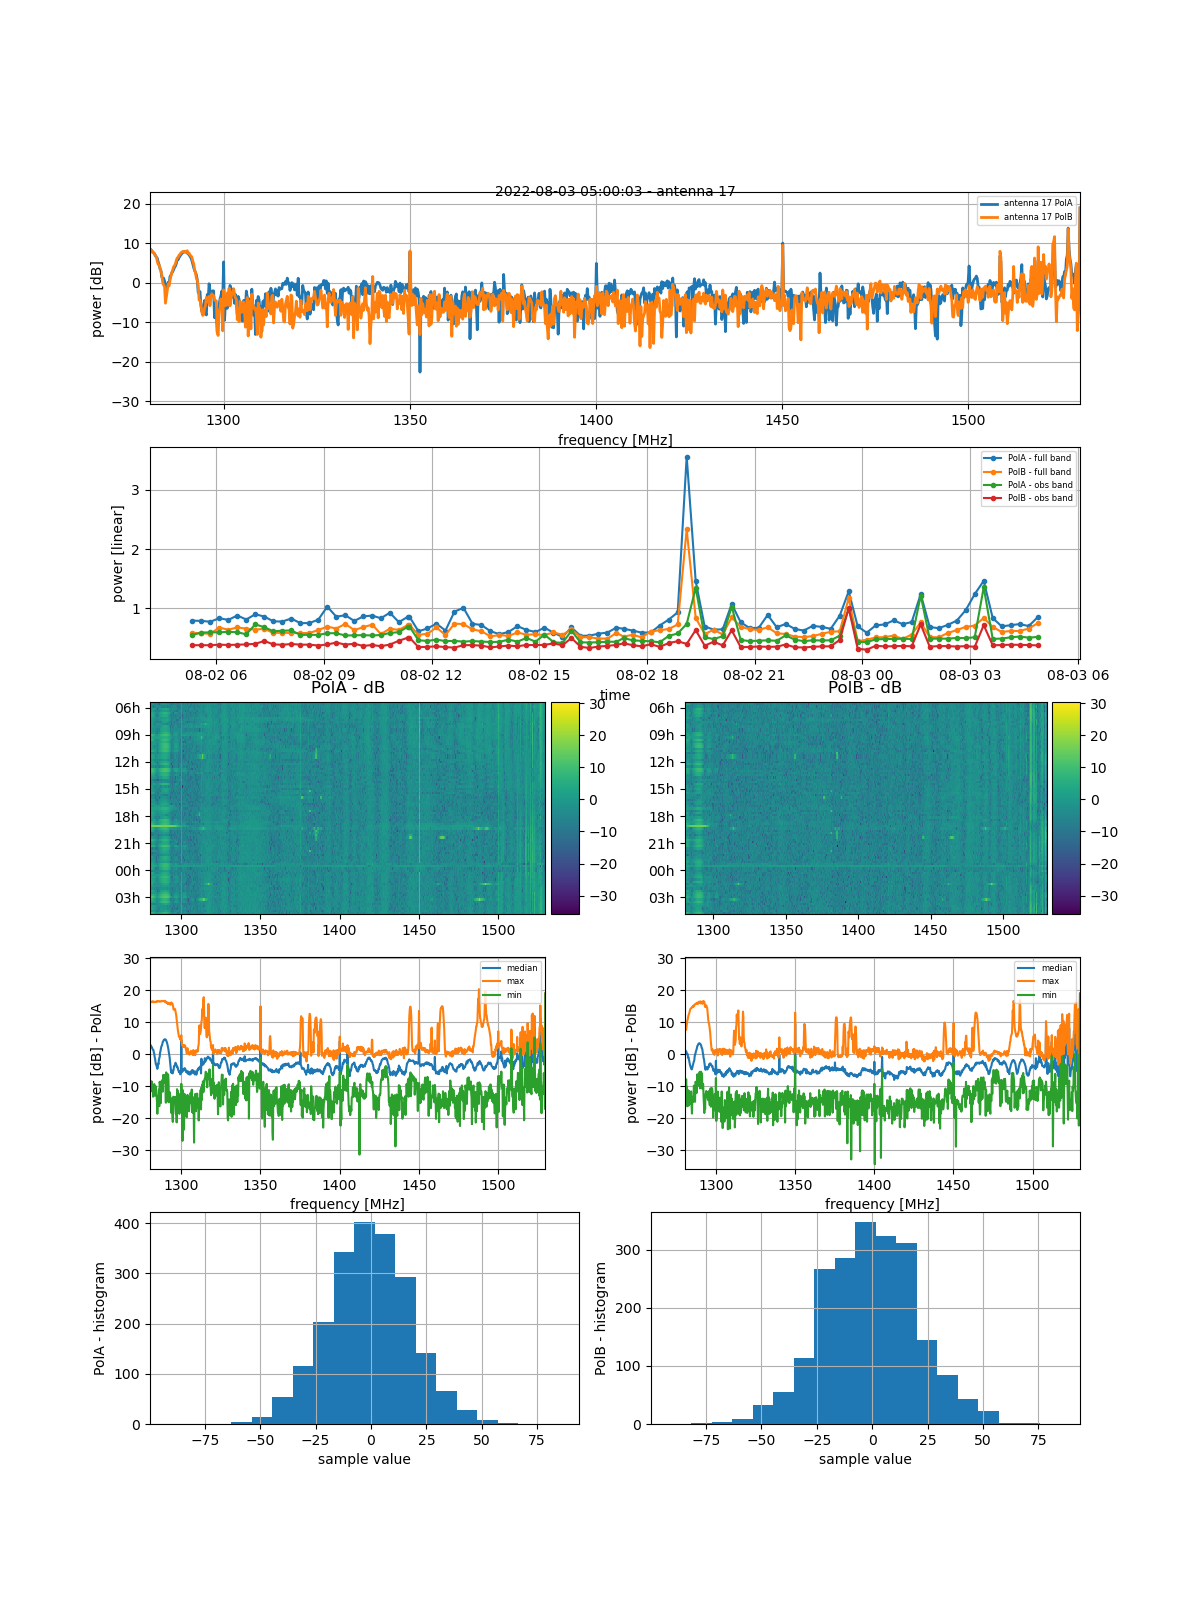 2022-08-03 05:00:03 - antenna 17
antenna 17 PolA
antenna 17 PolB
power [dB]
20
10
0
−10
−20
−30
1300
1350
1400
1450
1500
frequency [MHz]
PolA - full band
PolB - full band
PolA - obs band
PolB - obs band
power [linear]
3
2
1
08-02 06
08-02 09
08-02 12
08-02 15
08-02 18
08-02 21
08-03 00
08-03 03
08-03 06
time
PolA - dB
06h
09h
12h
15h
18h
21h
00h
03h
1300
1350
1400
1450
1500
30
20
10
0
−10
−20
−30
PolB - dB
06h
09h
12h
15h
18h
21h
00h
03h
1300
1350
1400
1450
1500
30
20
10
0
−10
−20
−30
power [dB] - PolA
30
20
10
0
−10
−20
−30
median
max
min
1300
1350
1400
1450
1500
frequency [MHz]
power [dB] - PolB
30
20
10
0
−10
−20
−30
median
max
min
1300
1350
1400
1450
1500
frequency [MHz]
PolA - histogram
400
300
200
100
0
−75
−50
−25
0
25
50
75
sample value
PolB - histogram
300
200
100
0
−75
−50
−25
0
25
50
75
sample value